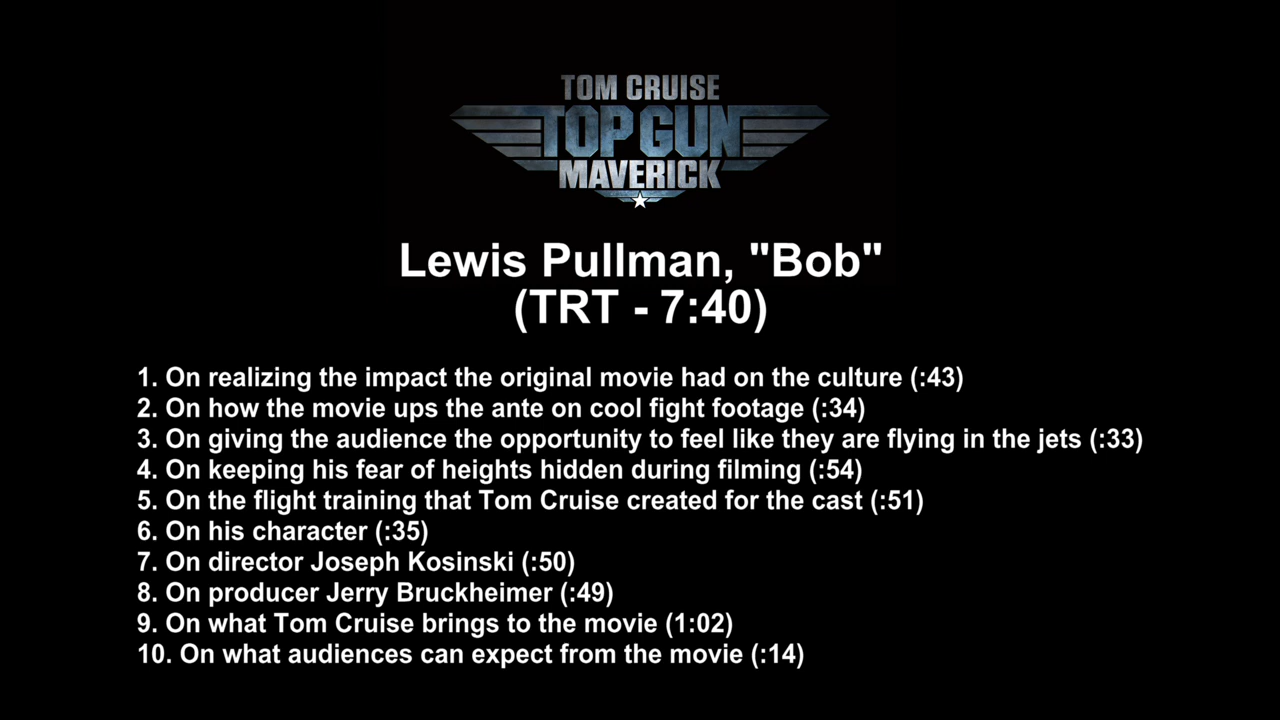 TOM CRUISE
TOP GUN
MAVERICK
Lewis Pullman, "Bob"
(TRT - 7:40)
1. On realizing the impact the original movie had on the culture (:43)
2. On how the movie ups the ante on cool fight footage (:34)
3. On giving the audience the opportunity to feel like they are flying in the jets (:33)
4. On keeping his fear of heights hidden during filming (:54)
5. On the flight training that Tom Cruise created for the cast (:51)
6. On his character (:35)
7. On director Joseph Kosinski (:50)
8. On producer Jerry Bruckheimer (:49)
9. On what Tom Cruise brings to the movie (1:02)
10. On what audiences can expect from the movie (:14)